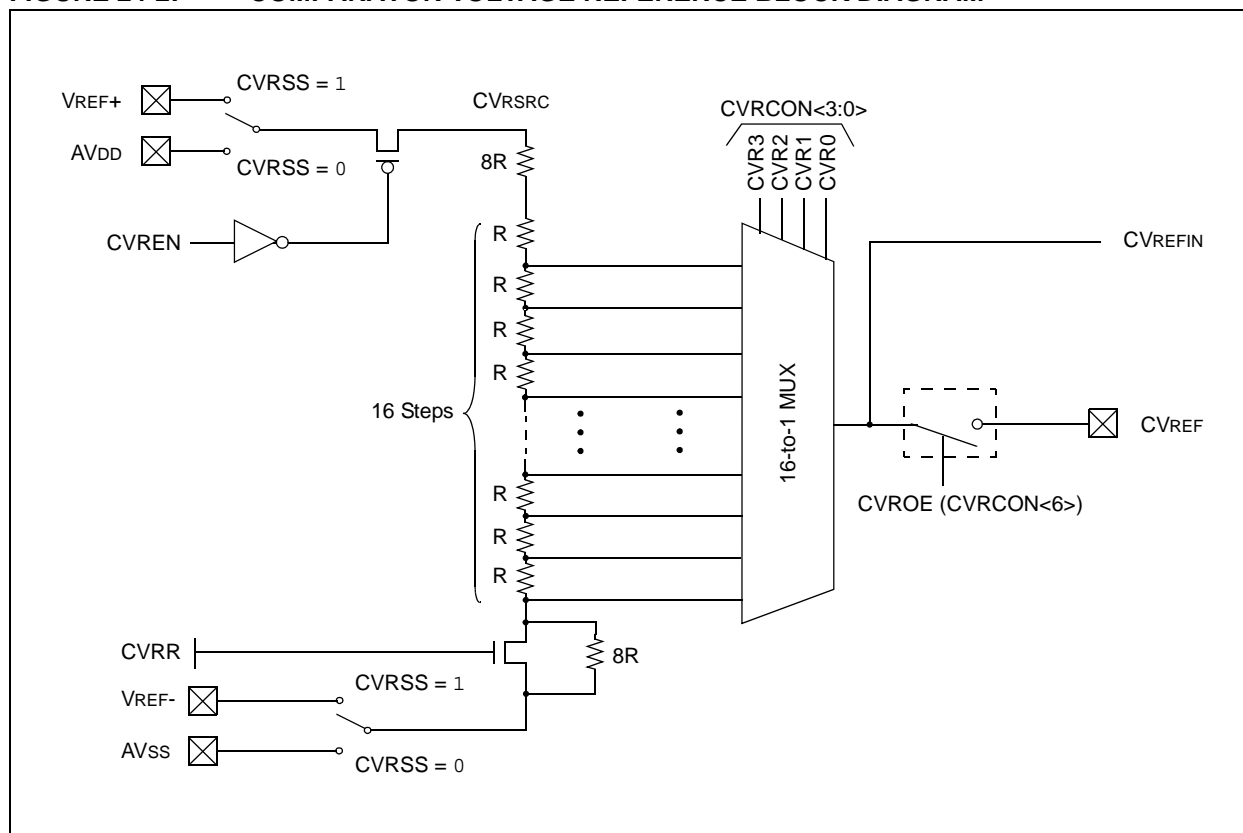 VREF+
CVRSS = 1
AVDD
CVRSS = 0
CVRSRC
8R
CVREN
R
R
R
R
16 Steps
R
R
R
CVRCON<3:0>
CVR3
CVR2
CVR1
CVR0
16-to-1 MUX
CVREFIN
CVREF
CVROE (CVRCON<6>)
CVRR
8R
VREF-
CVRSS = 1
AVSS
CVRSS = 0